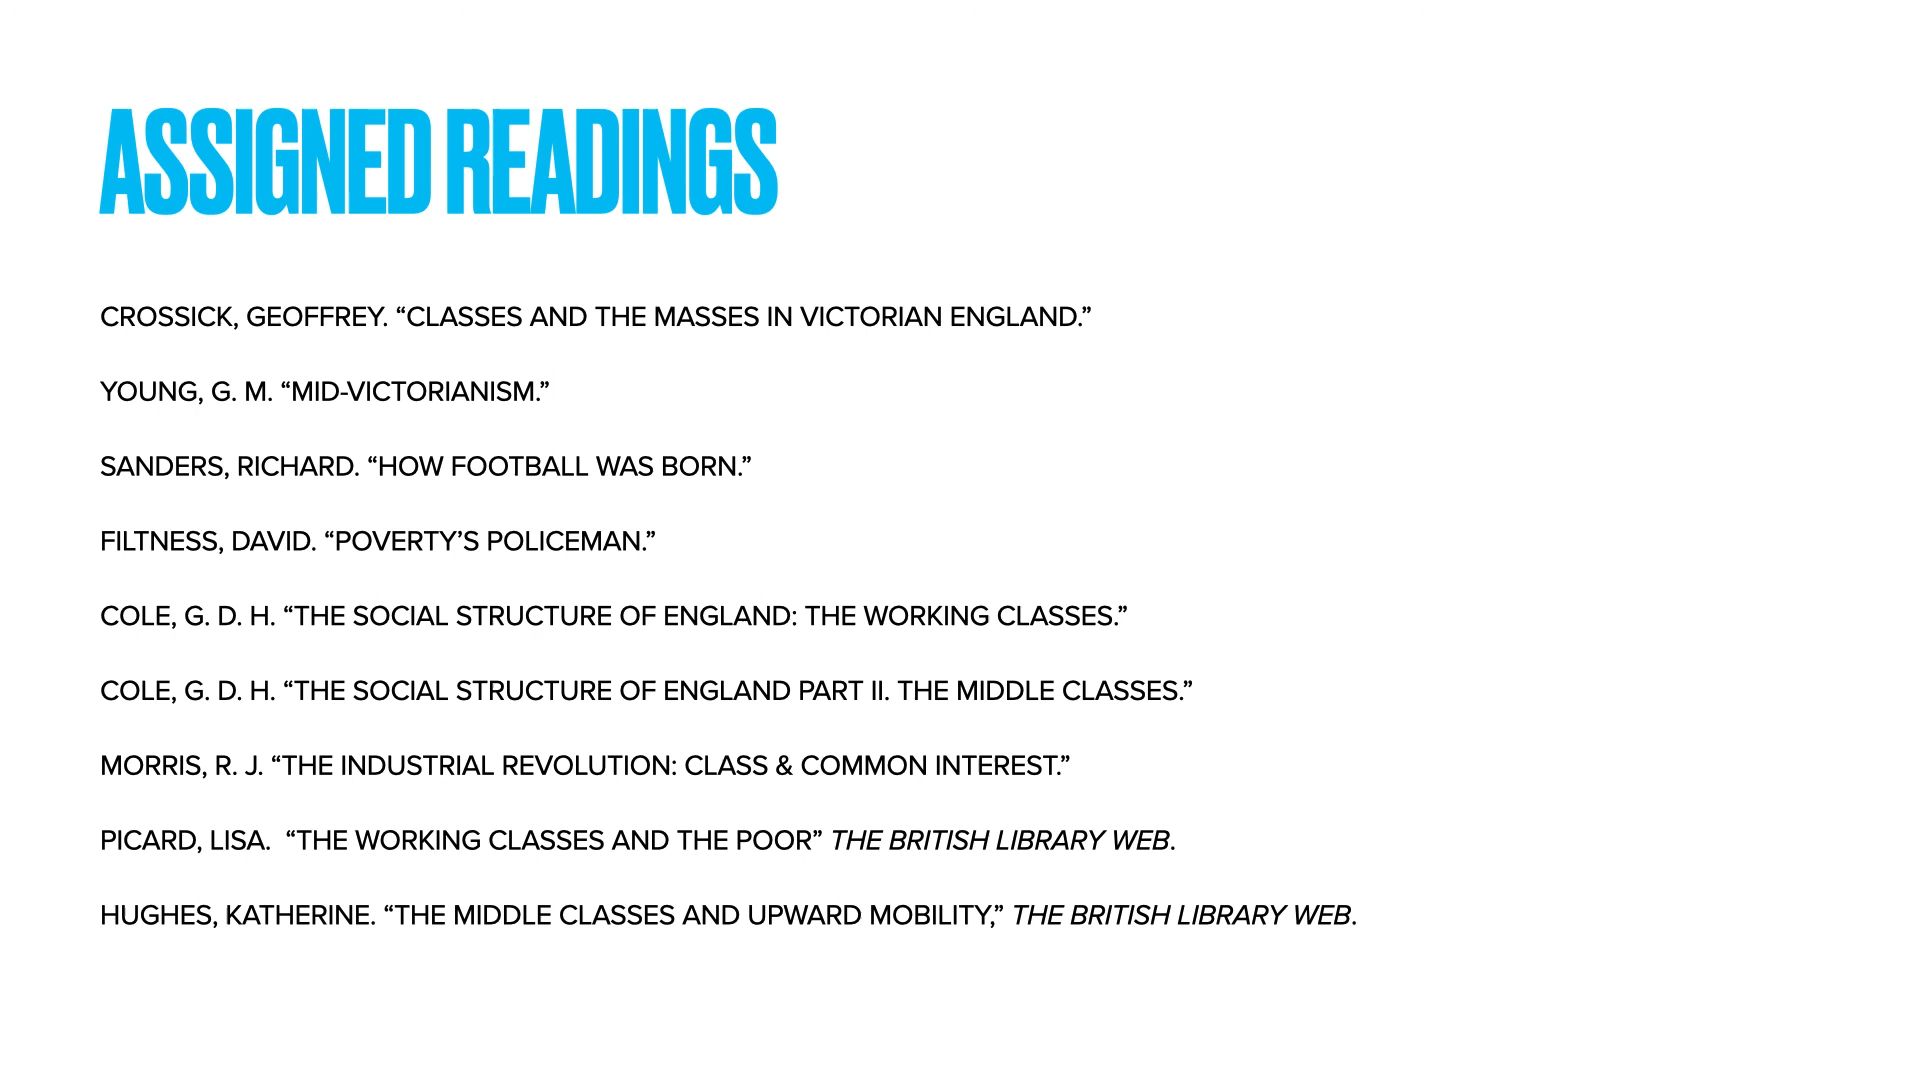 ASSIGNED READINGS
CROSSICK, GEOFFREY. “CLASSES AND THE MASSES IN VICTORIAN ENGLAND.”
YOUNG, G. M. “MID-VICTORIANISM.”
SANDERS, RICHARD. “HOW FOOTBALL WAS BORN.”
FILTNESS, DAVID. “POVERTY’S POLICEMAN.”
COLE, G. D. H. “THE SOCIAL STRUCTURE OF ENGLAND: THE WORKING CLASSES.”
COLE, G. D. H. “THE SOCIAL STRUCTURE OF ENGLAND PART II. THE MIDDLE CLASSES.”
MORRIS, R. J. “THE INDUSTRIAL REVOLUTION: CLASS & COMMON INTEREST.”
PICARD, LISA.  “THE WORKING CLASSES AND THE POOR” THE BRITISH LIBRARY WEB.
HUGHES, KATHERINE. “THE MIDDLE CLASSES AND UPWARD MOBILITY,” THE BRITISH LIBRARY WEB.